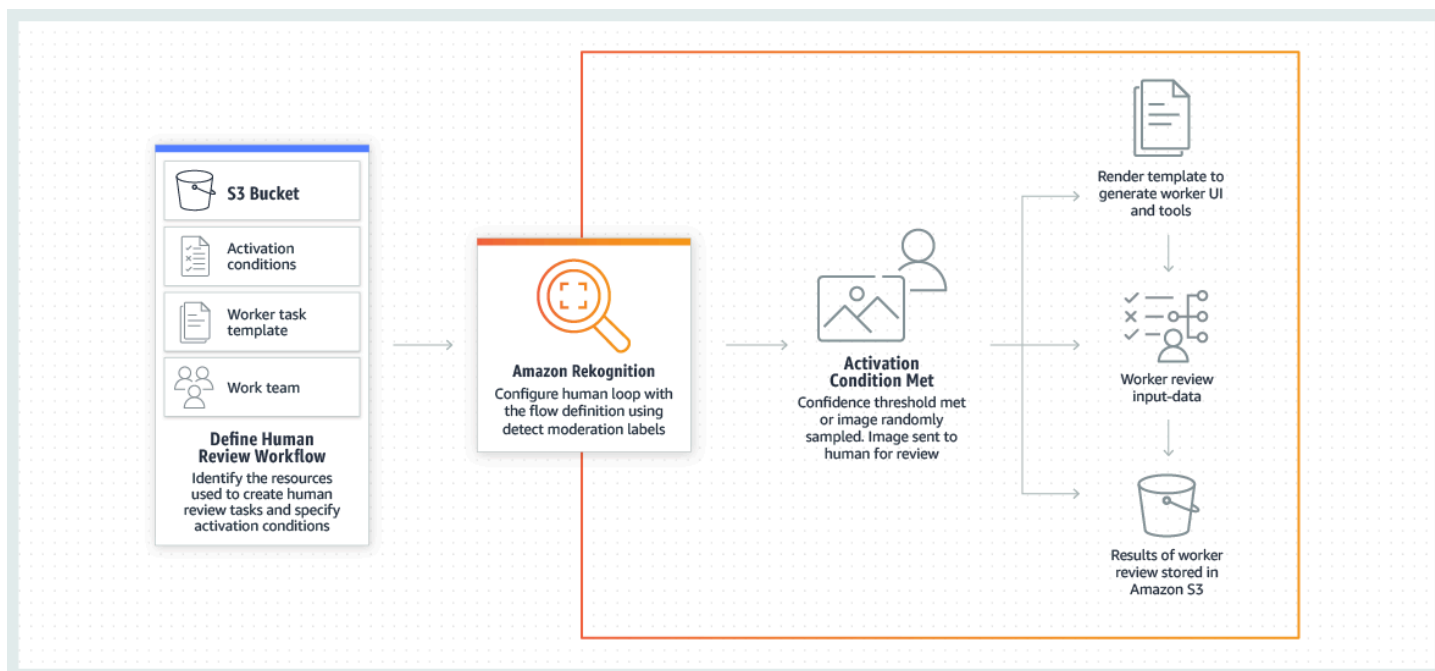 S3 Bucket
Activation
conditions
Worker task
template
Work team
Define Human
Review Workflow
Identify the resources
used to create human
review tasks and specify
activation conditions
Amazon Rekognition
Configure human loop with
the flow definition using
detect moderation labels
Activation
Condition Met
Confidence threshold met
or image randomly
sampled. Image sent to
human for review
Render template to
generate worker UI
and tools
Worker review
input-data
Results of worker
review stored in
Amazon S3